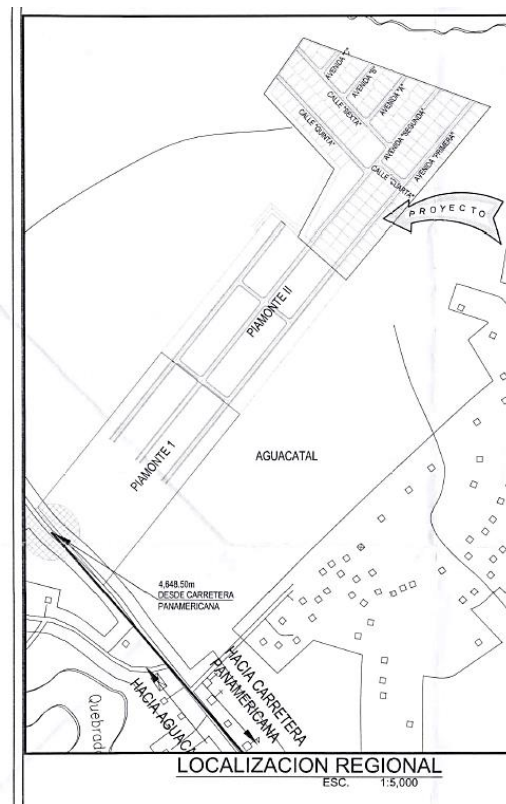 AVENIDA "B"
AVENIDA "A"
CALLE "SEXTA"
AVENIDA "SEGUNDA"
CALLE "QUINTA"
AVENIDA "PRIMERA"
CALLE "CUARTA"
PROYECTO
PIAMONTE II
PIAMONTE 1
AGUACATAL
4,648.50m
DESDE CARRETERA
PANAMERICANA
HACIA CARRETERA
PANAMERICANA
HACIA AGUACA
Quebrad
LOCALIZACION REGIONAL
ESC. 1:5,000